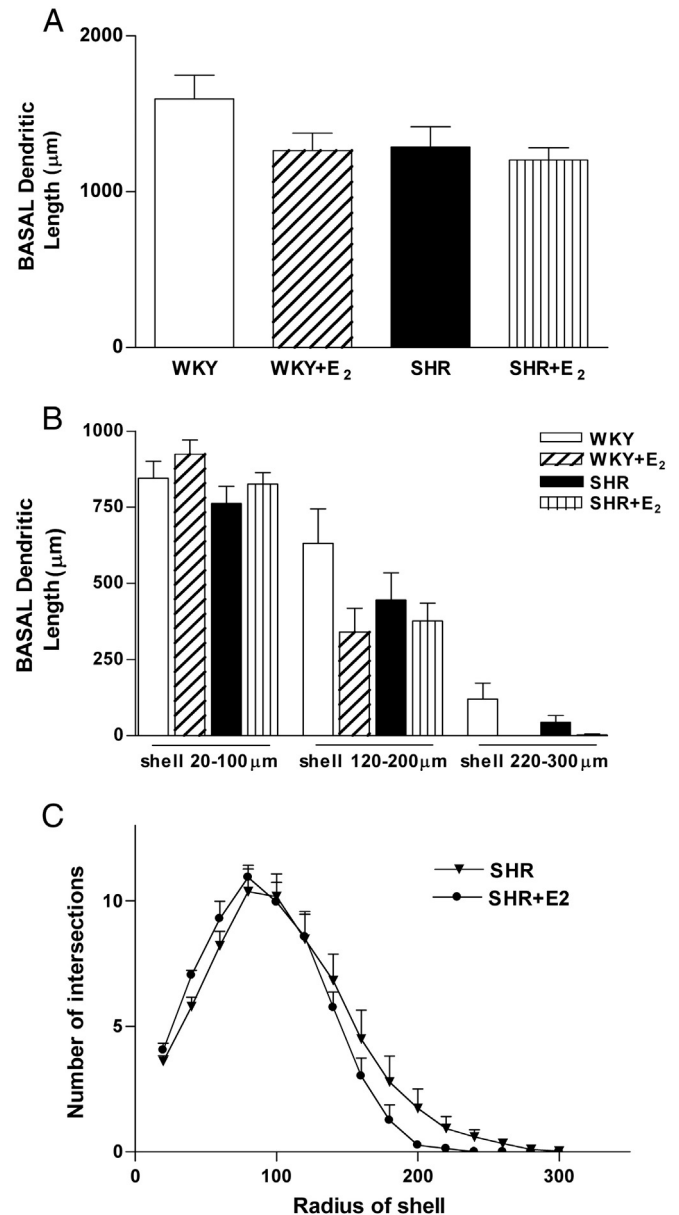 A
BASAL Dendritic
Length (μm)
2000
1000
0
WKY
WKY+E2
SHR
SHR+E2
B
BASAL Dendritic
Length (μm)
1000
750
500
250
0
WKY
WKY+E2
SHR
SHR+E2
shell 20-100μm
shell 120-200μm
shell 220-300μm
C
Number of intersections
10
5
0
SHR
SHR+E2
0
100
200
300
Radius of shell